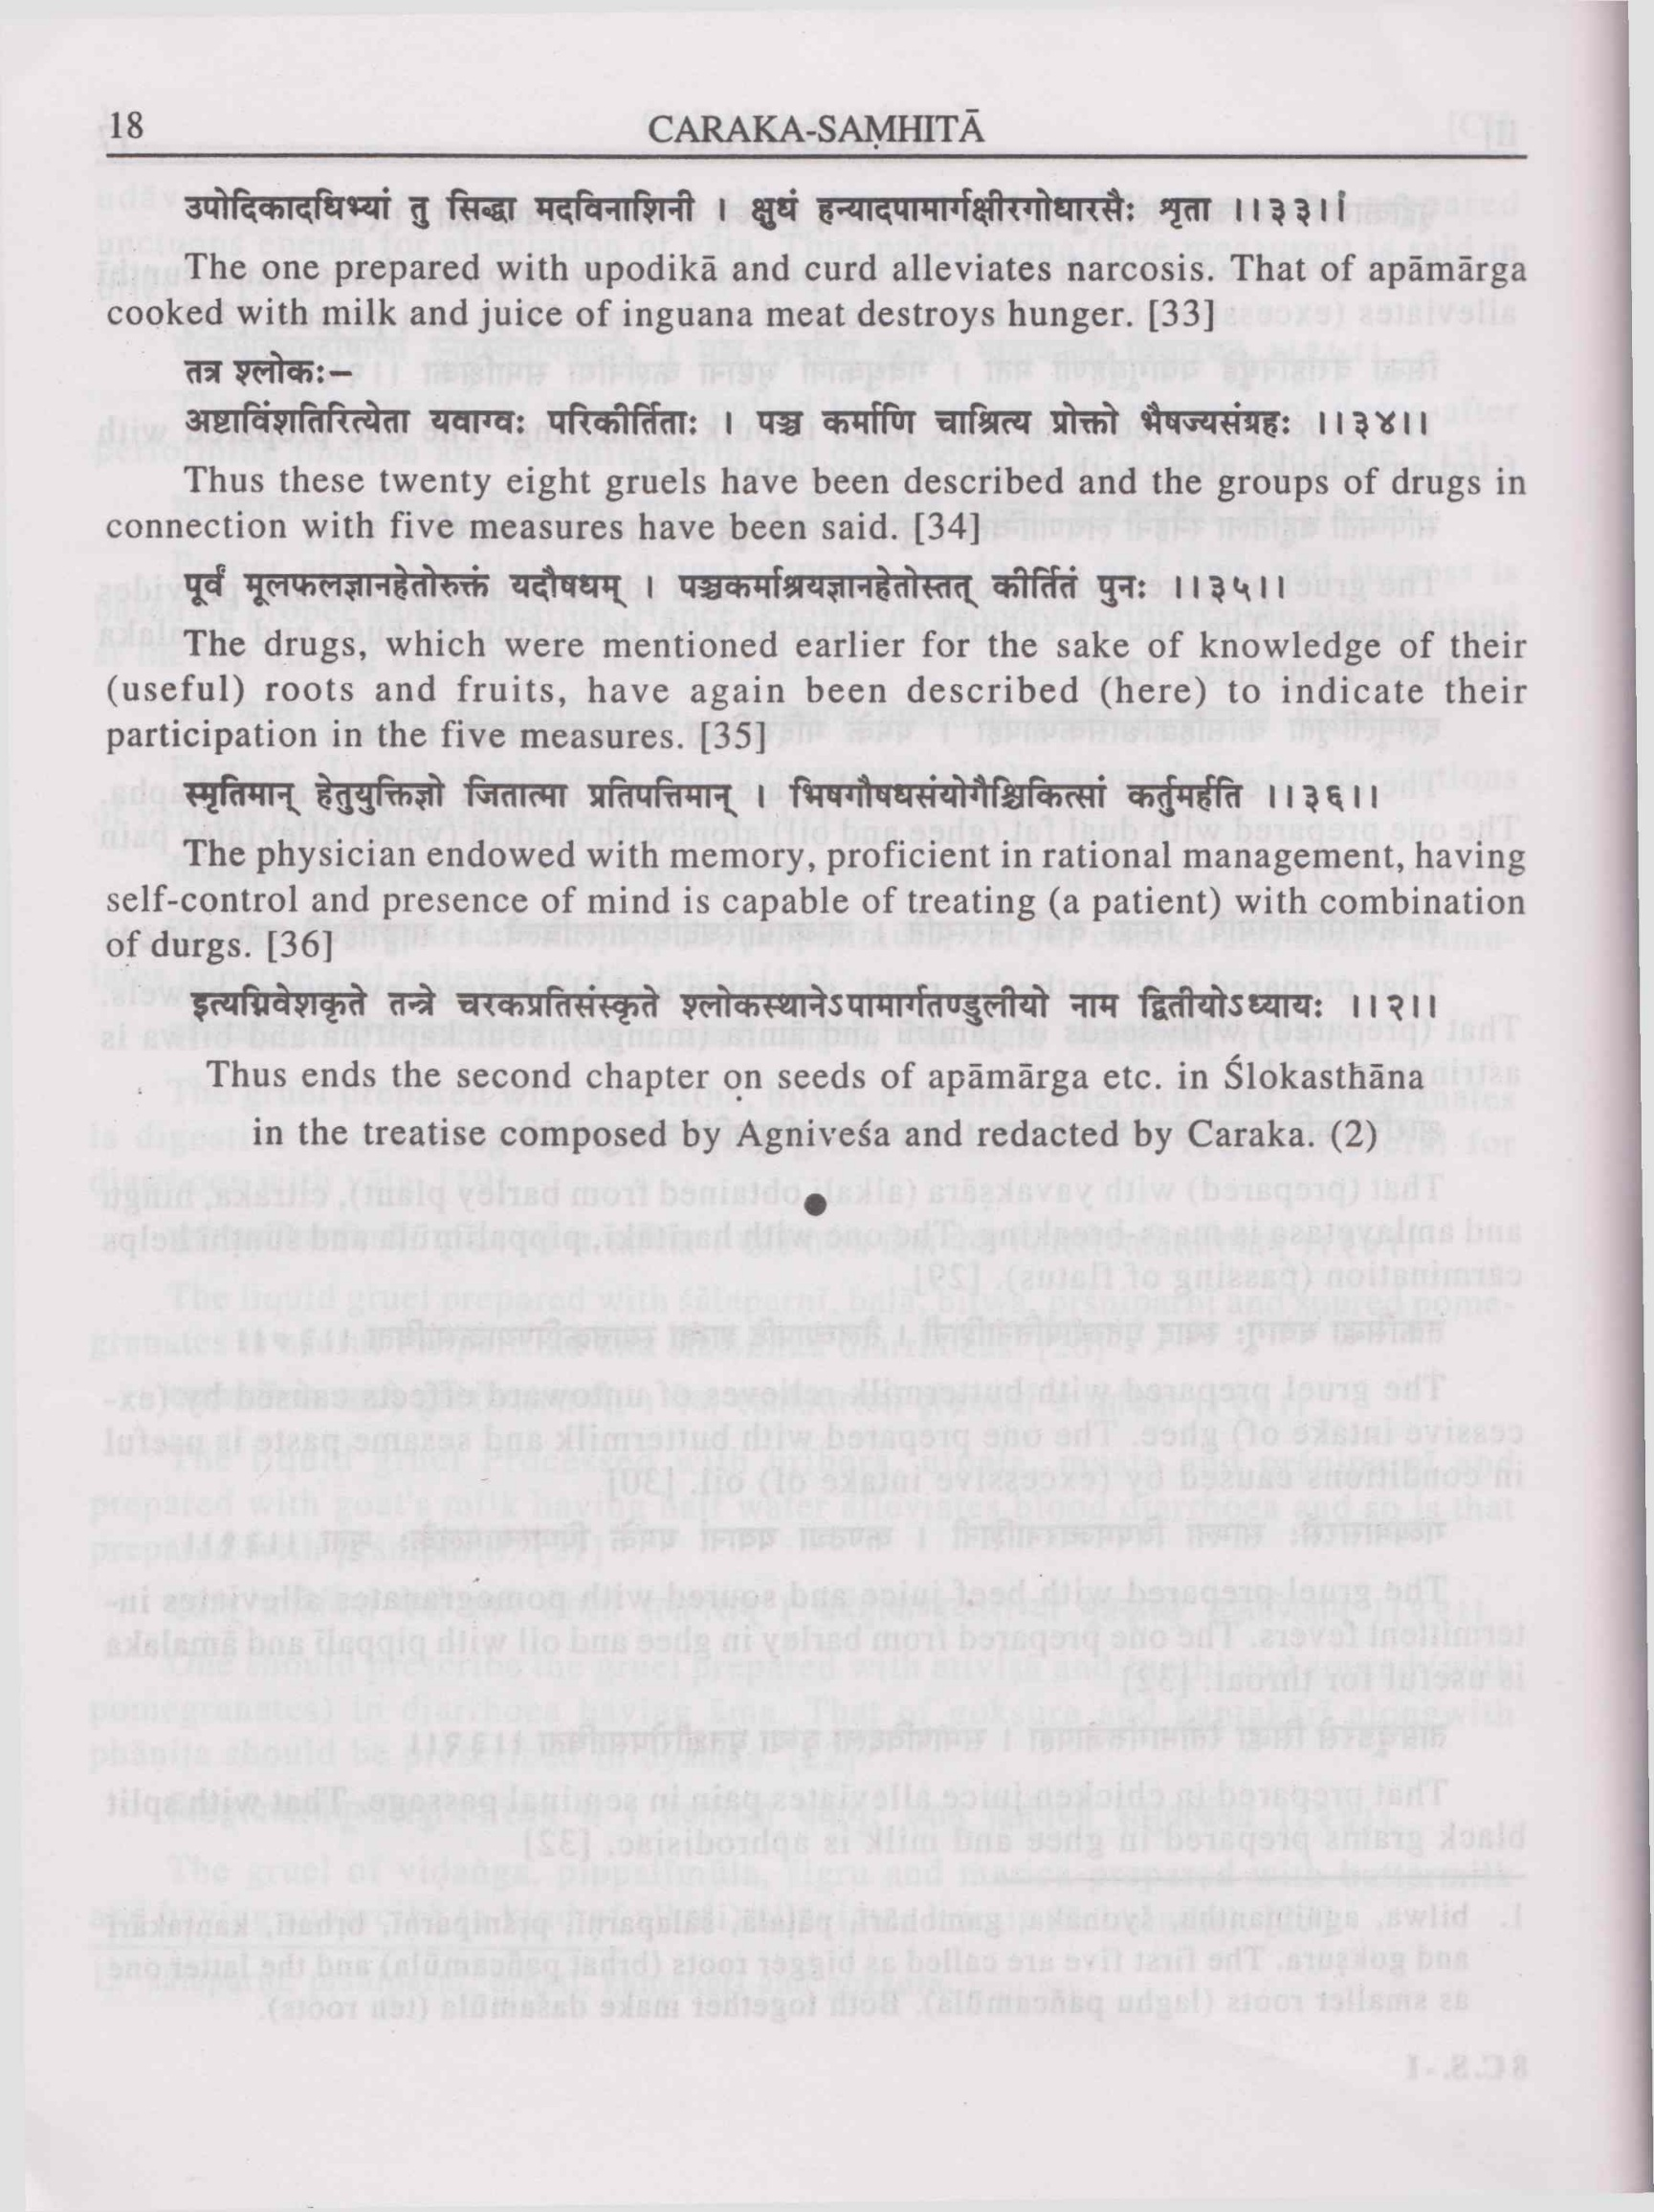 18
CARAKA-SAṂHITĀ
उपोदिकादधिभ्यां तु सिद्धा मदविनाशिनी । क्षुधं हन्यादपामार्गक्षीरगोधारसैः शृता ।।३३।।
The one prepared with upodikā and curd alleviates narcosis. That of apāmārga
cooked with milk and juice of inguana meat destroys hunger. [33]
तत्र श्लोकः–
अष्टाविंशतिरित्येता यवाग्वः परिकीर्तिताः । पञ्च कर्माणि चाश्रित्य प्रोक्तो भैषज्यसंग्रहः ।।३४।।
Thus these twenty eight gruels have been described and the groups of drugs in
connection with five measures have been said. [34]
पूर्वं मूलफलज्ञानहेतोरुक्तं यदौषधम् । पञ्चकर्माश्रयज्ञानहेतोस्तत् कीर्तितं पुनः ।।३५।।
The drugs, which were mentioned earlier for the sake of knowledge of their
(useful) roots and fruits, have again been described (here) to indicate their
participation in the five measures. [35]
स्मृतिमान् हेतुयुक्तिज्ञो जितात्मा प्रतिपत्तिमान् । भिषगौषधसंयोगैश्चिकित्सां कर्तुमर्हति ।।३६।।
The physician endowed with memory, proficient in rational management, having
self-control and presence of mind is capable of treating (a patient) with combination
of durgs. [36]
इत्यग्निवेशकृते तन्त्रे चरकप्रतिसंस्कृते श्लोकस्थानेऽपामार्गतण्डुलीयो नाम द्वितीयोऽध्यायः ।।२।।
Thus ends the second chapter on seeds of apāmārga etc. in Ślokasthāna
in the treatise composed by Agniveśa and redacted by Caraka. (2)